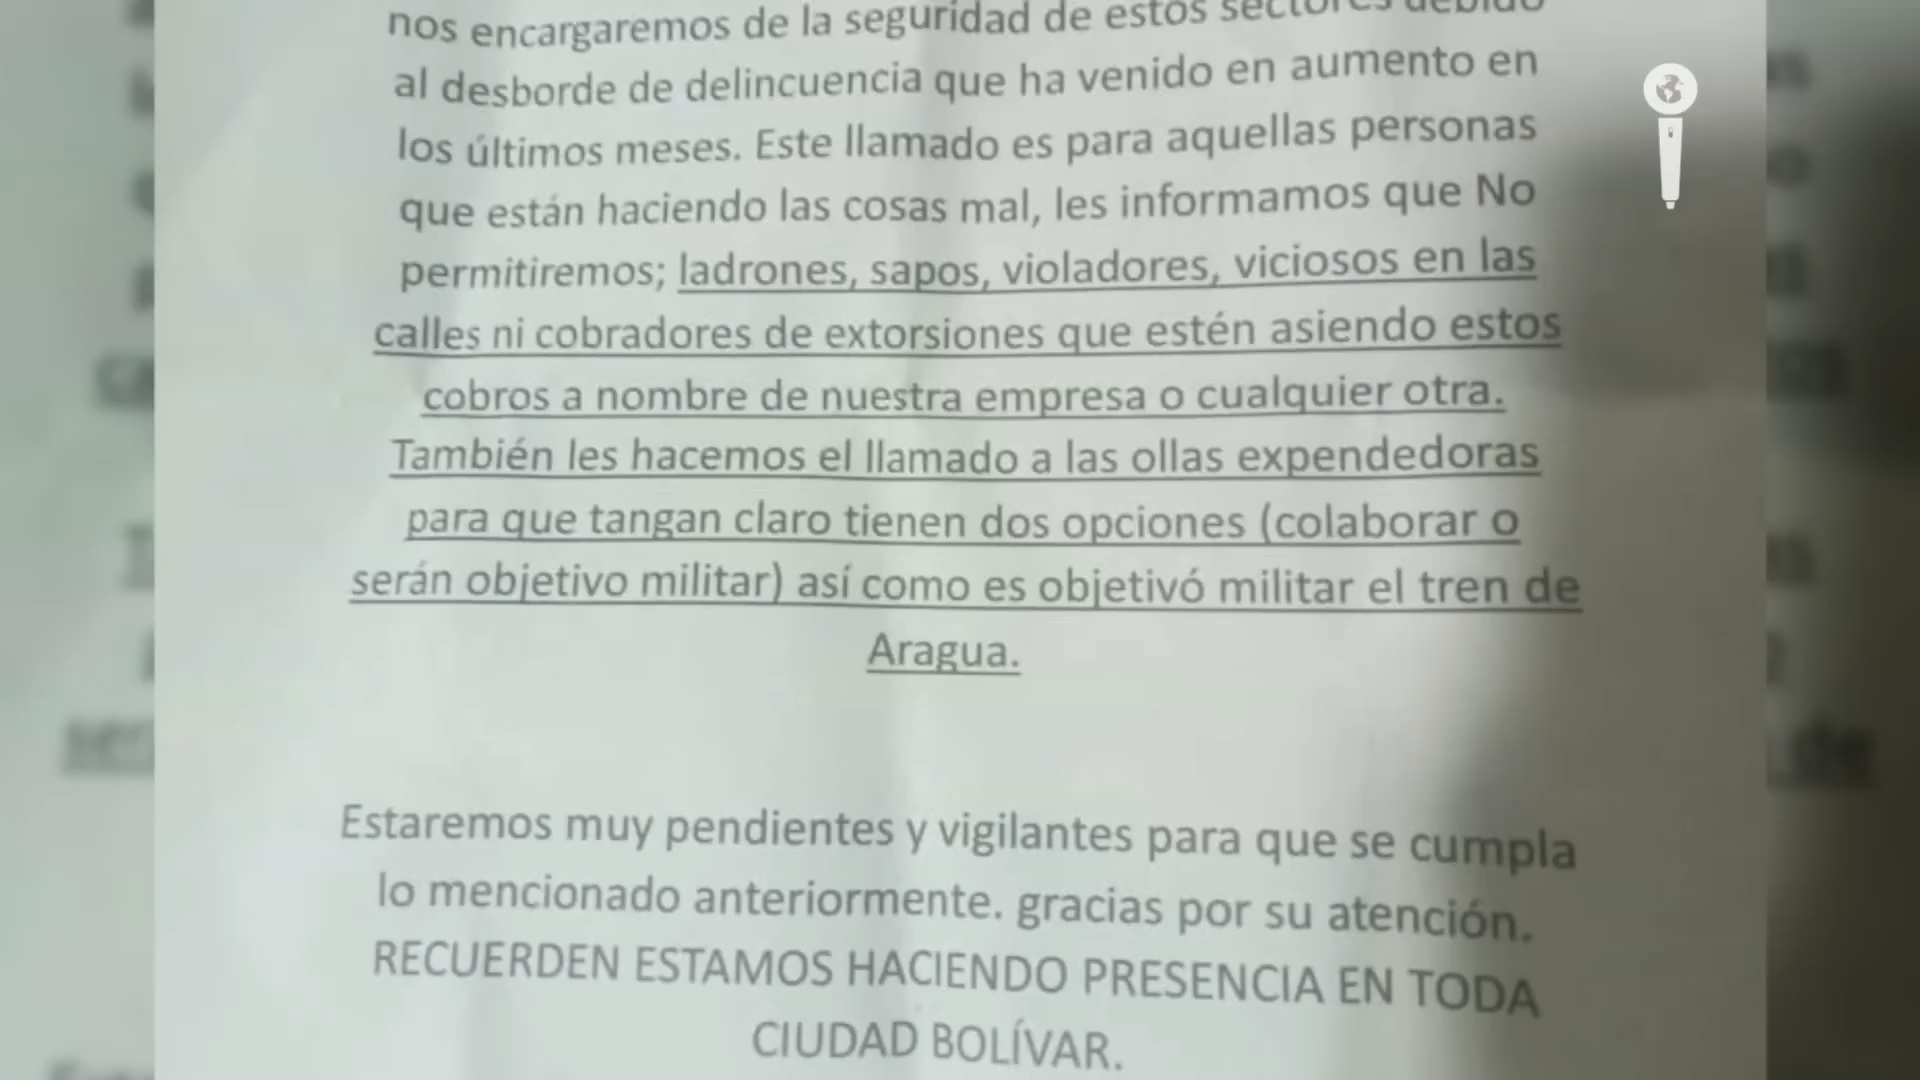 nos encargaremos de la seguridad de estos sectores debido
al desborde de delincuencia que ha venido en aumento en
los últimos meses. Este llamado es para aquellas personas
que están haciendo las cosas mal, les informamos que No
permitiremos; ladrones, sapos, violadores, viciosos en las
calles ni cobradores de extorsiones que estén asiendo estos
cobros a nombre de nuestra empresa o cualquier otra.
También les hacemos el llamado a las ollas expendedoras
para que tangan claro tienen dos opciones (colaborar o
serán objetivo militar) así como es objetivó militar el tren de
Aragua.
Estaremos muy pendientes y vigilantes para que se cumpla
lo mencionado anteriormente. gracias por su atención.
RECUERDEN ESTAMOS HACIENDO PRESENCIA EN TODA
CIUDAD BOLÍVAR.